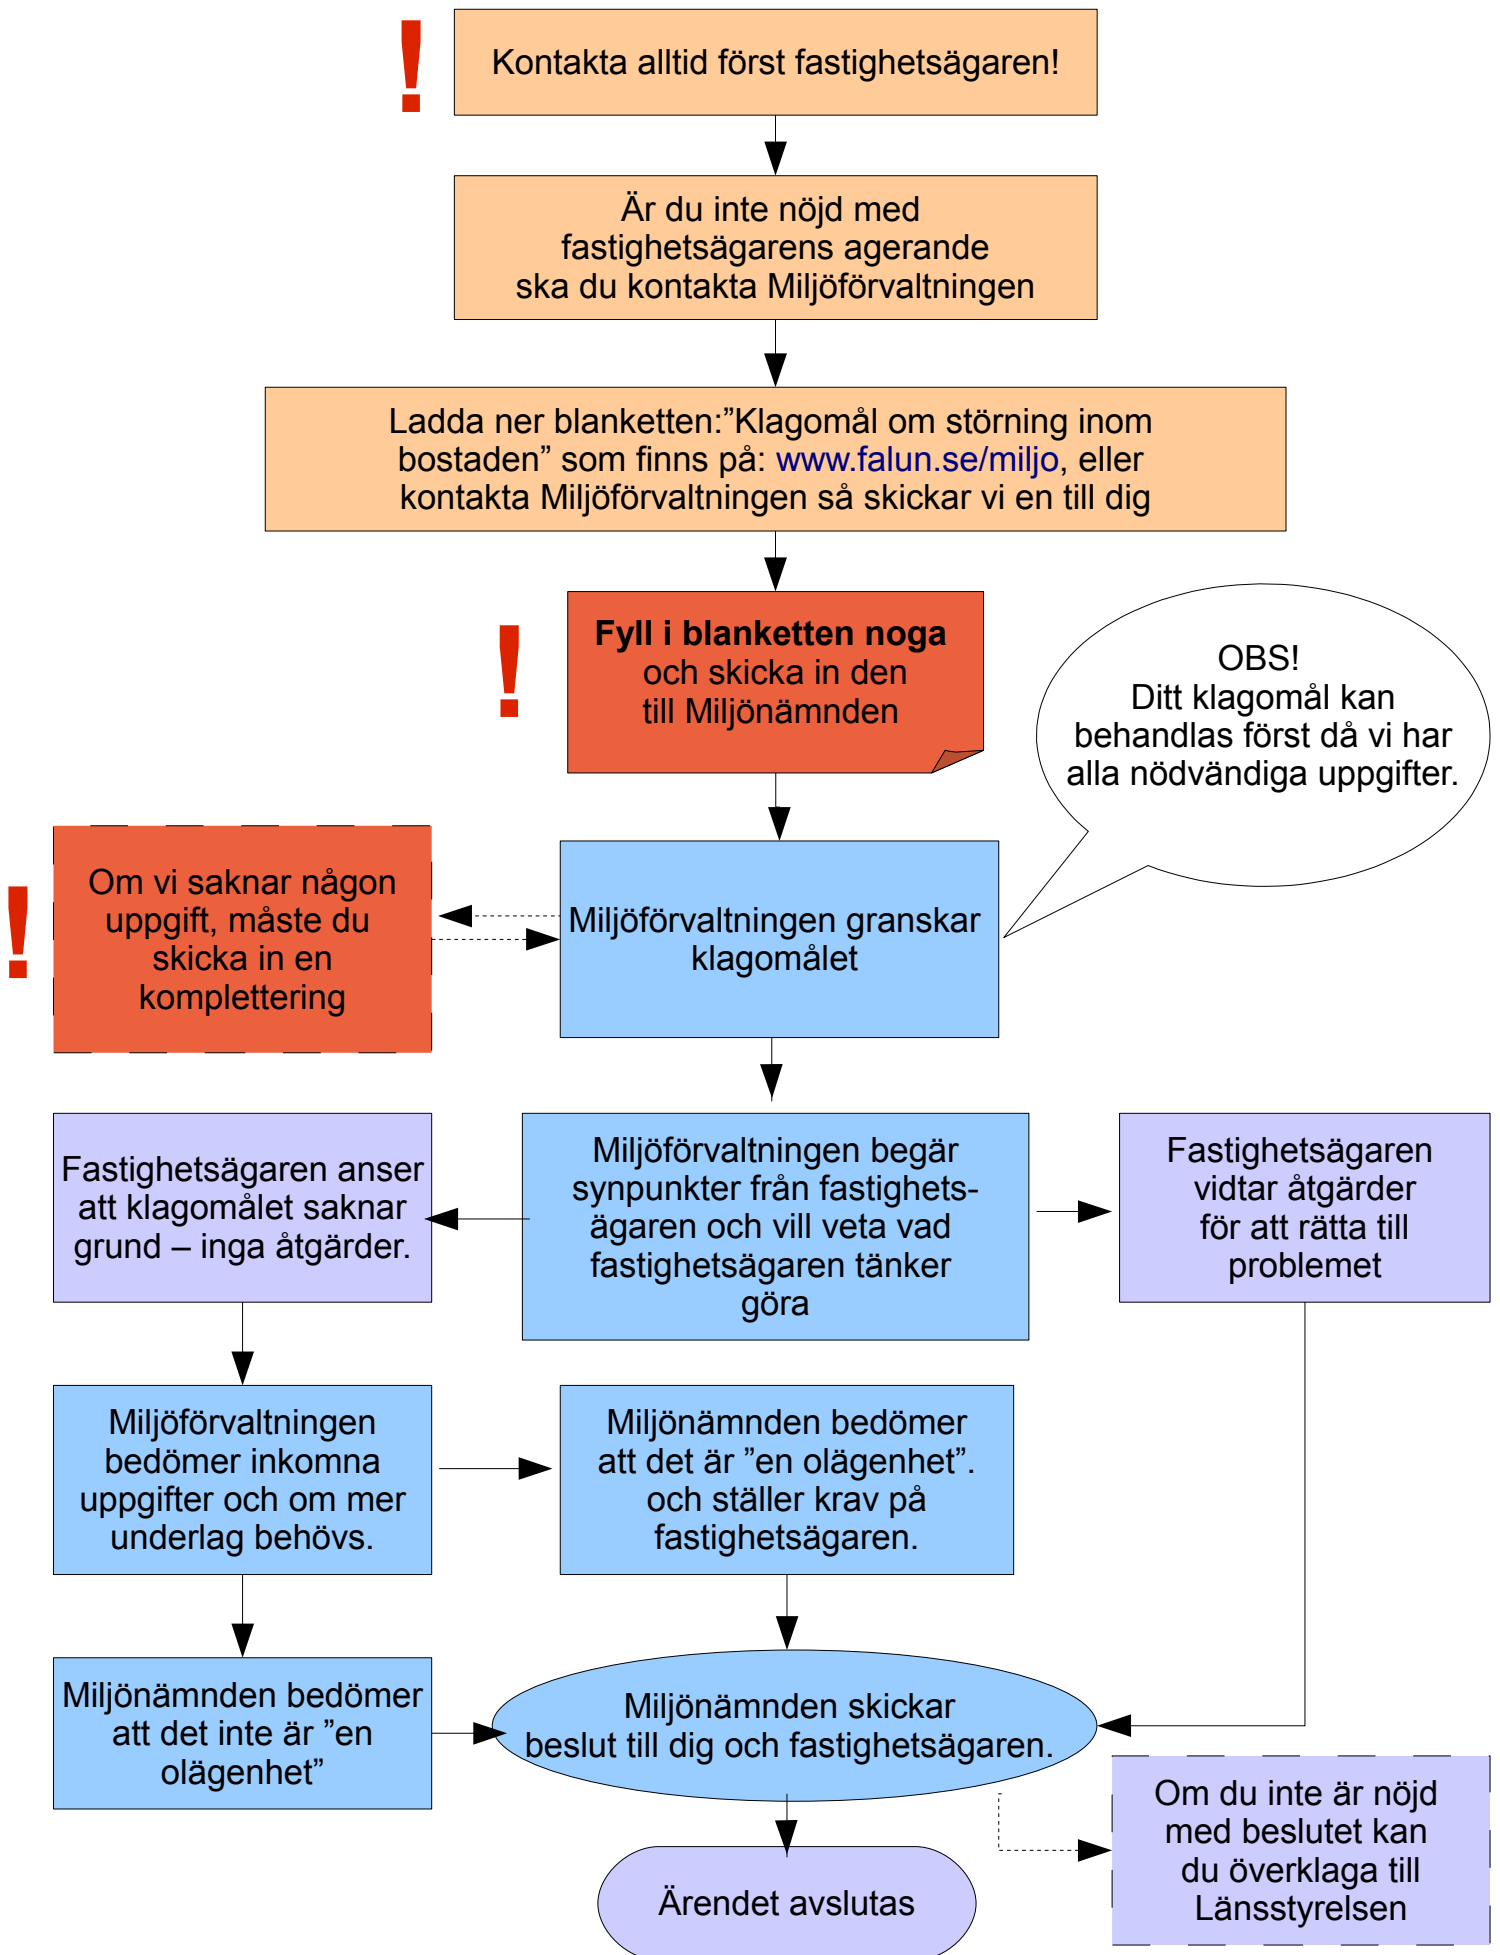 !
Kontakta alltid först fastighetsägaren!
Är du inte nöjd med
fastighetsägarens agerande
ska du kontakta Miljöförvaltningen
Ladda ner blanketten:”Klagomål om störning inom
bostaden” som finns på: www.falun.se/miljo, eller
kontakta Miljöförvaltningen så skickar vi en till dig
!
Fyll i blanketten noga
och skicka in den
till Miljönämnden
OBS!
Ditt klagomål kan
behandlas först då vi har
alla nödvändiga uppgifter.
!
Om vi saknar någon
uppgift, måste du
skicka in en
komplettering
Miljöförvaltningen granskar
klagomålet
Fastighetsägaren anser
att klagomålet saknar
grund – inga åtgärder.
Miljöförvaltningen begär
synpunkter från fastighets-
ägaren och vill veta vad
fastighetsägaren tänker
göra
Fastighetsägaren
vidtar åtgärder
för att rätta till
problemet
Miljöförvaltningen
bedömer inkomna
uppgifter och om mer
underlag behövs.
Miljönämnden bedömer
att det är ”en olägenhet”.
och ställer krav på
fastighetsägaren.
Miljönämnden bedömer
att det inte är ”en
olägenhet”
Miljönämnden skickar
beslut till dig och fastighetsägaren.
Om du inte är nöjd
med beslutet kan
du överklaga till
Länsstyrelsen
Ärendet avslutas